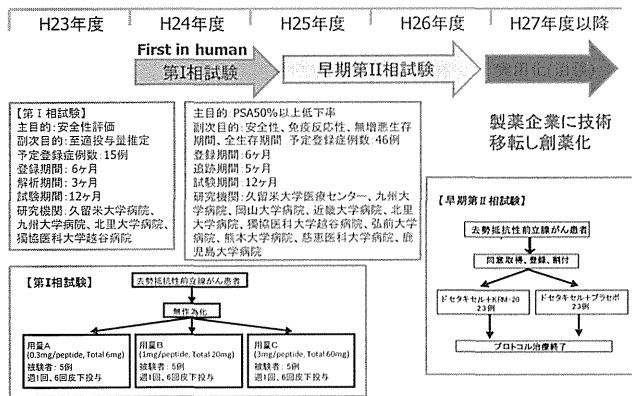 H23年度
H24年度
H25年度
H26年度
H27年度以降
First in human
第Ⅰ相試験
早期第Ⅱ相試験
実用化(治験)
【第Ⅰ相試験】
主目的:安全性評価
副次目的:至適投与量推定
予定登録症例数:15例
登録期間:6ヶ月
解析期間:3ヶ月
試験期間:12ヶ月
研究機関:久留米大学病院、
九州大学病院、北里大学病院、
獨協医科大学越谷病院
主目的:PSA50%以上低下率
副次目的:安全性、免疫反応性、無増悪生存
期間、全生存期間 予定登録症例数:46例
登録期間:6ヶ月
追跡期間:5ヶ月
試験期間:12ヶ月
研究機関:久留米大学医療センター、九州大
学病院、岡山大学病院、近畿大学病院、北里
大学病院、獨協医科大学越谷病院、弘前大学
病院、熊本大学病院、慈恵医科大学病院、鹿
児島大学病院
製薬企業に技術
移転し創薬化
【第Ⅰ相試験】
去勢抵抗性前立腺がん患者
無作為化
用量A
(0.3mg/peptide, Total 6mg)
被験者:5例
週1回、6回皮下投与
用量B
(1mg/peptide, Total 20mg)
被験者:5例
週1回、6回皮下投与
用量C
(3mg/peptide, Total 60mg)
被験者:5例
週1回、6回皮下投与
【早期第Ⅱ相試験】
去勢抵抗性前立腺がん患者
同意取得、登録、割付
ドセタキセル+KRM-20
23例
ドセタキセル+プラセボ
23例
プロトコル治療終了